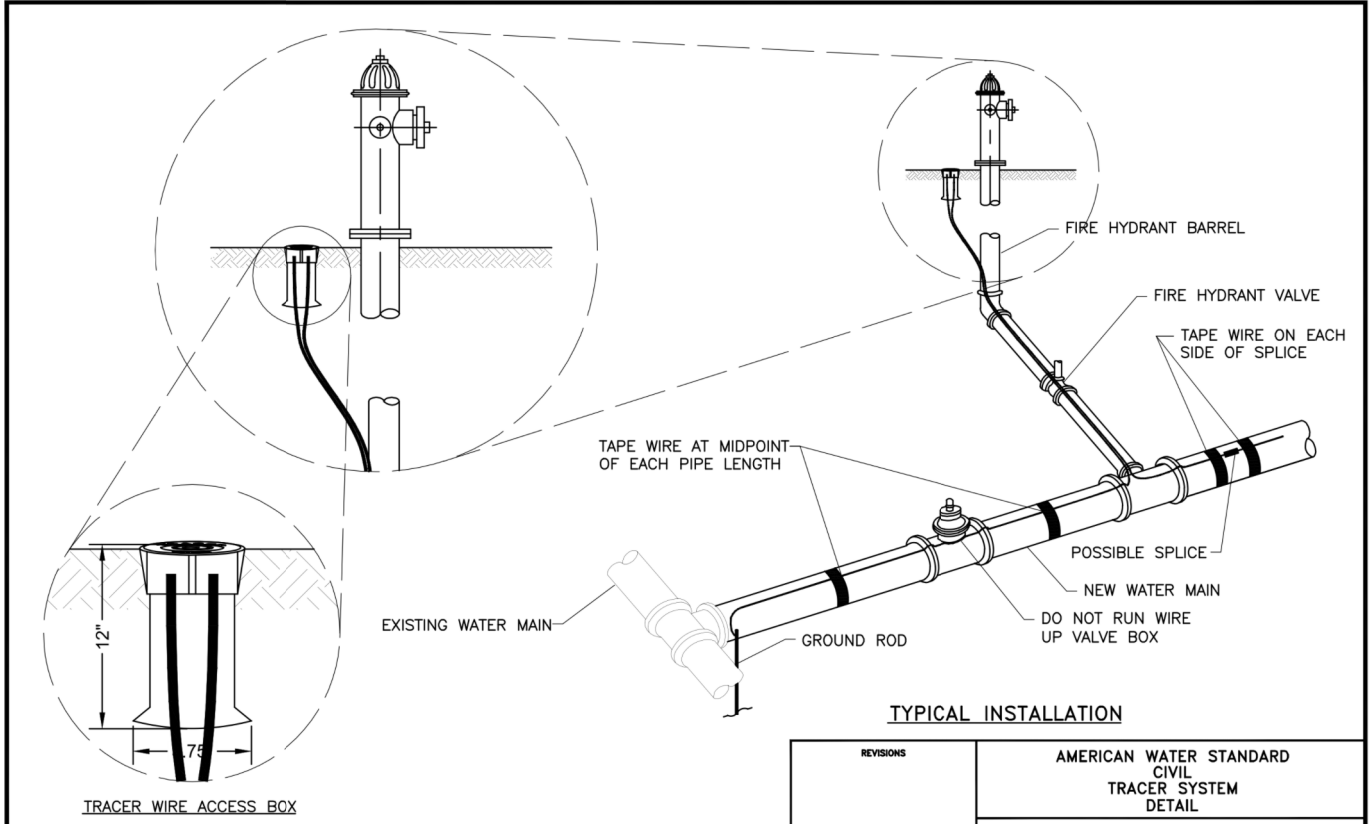 FIRE HYDRANT BARREL
FIRE HYDRANT VALVE
TAPE WIRE ON EACH
SIDE OF SPLICE
TAPE WIRE AT MIDPOINT
OF EACH PIPE LENGTH
POSSIBLE SPLICE
NEW WATER MAIN
EXISTING WATER MAIN
DO NOT RUN WIRE
UP VALVE BOX
GROUND ROD
12"
TRACER WIRE ACCESS BOX
TYPICAL INSTALLATION
REVISIONS
AMERICAN WATER STANDARD
CIVIL
TRACER SYSTEM
DETAIL